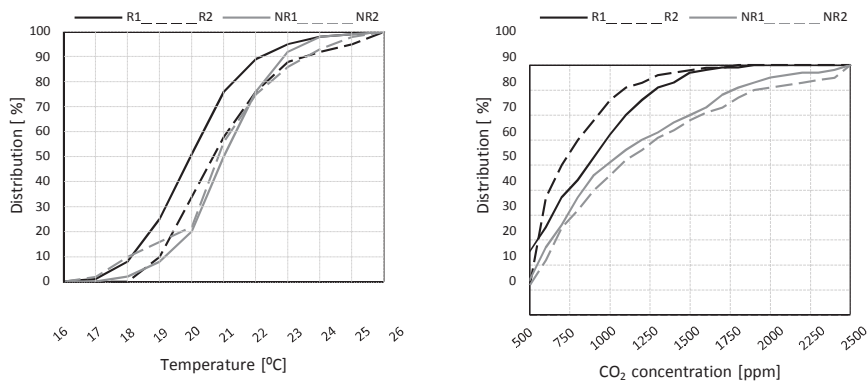 R1 R2 NR1 NR2
100
90
80
70
60
50
40
30
20
10
0
Distribution [ %]
16 17 18 19 20 21 22 23 24 25 26
Temperature [⁰C]
R1 R2 NR1 NR2
100
90
80
70
60
50
40
30
20
10
0
Distribution [ %]
500 750 1000 1250 1500 1750 2000 2250 2500
CO₂ concentration [ppm]